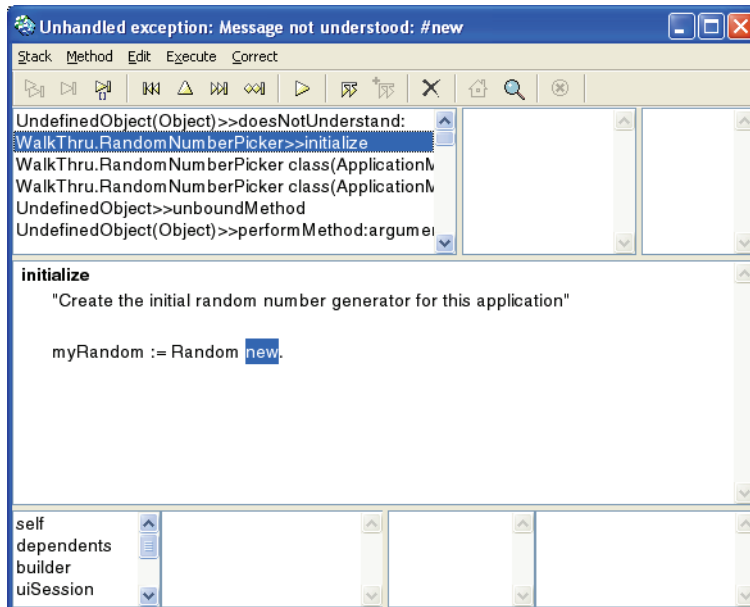 Unhandled exception: Message not understood: #new
Stack Method Edit Execute Correct
UndefinedObject(Object)>>doesNotUnderstand:
WalkThru.RandomNumberPicker>>initialize
WalkThru.RandomNumberPicker class(ApplicationM
WalkThru.RandomNumberPicker class(ApplicationM
UndefinedObject>>unboundMethod
UndefinedObject(Object)>>performMethod:argumer
initialize
"Create the initial random number generator for this application"
myRandom := Random new.
self
dependents
builder
uiSession